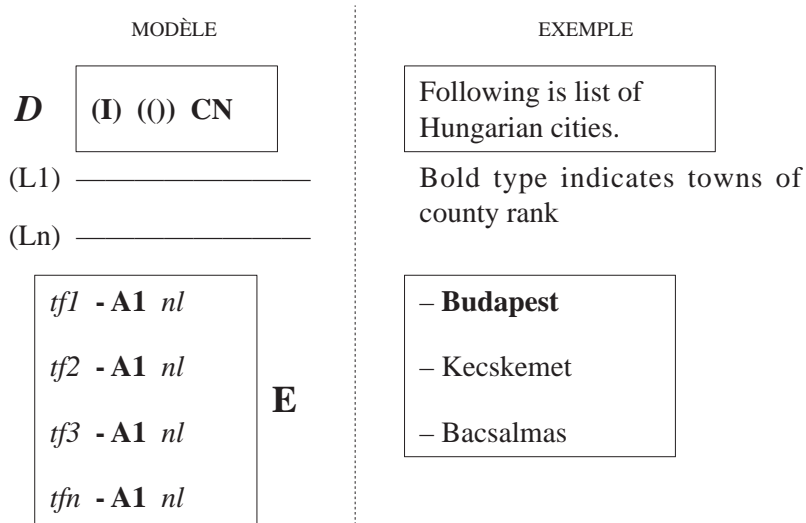 MODÈLE
EXEMPLE
D
(I) (()) CN
Following is list of
Hungarian cities.
(L1)
Bold type indicates towns of
county rank
(Ln)
tf1 - A1 nl
tf2 - A1 nl
tf3 - A1 nl
tfn - A1 nl
E
– Budapest
– Kecskemet
– Bacsalmas